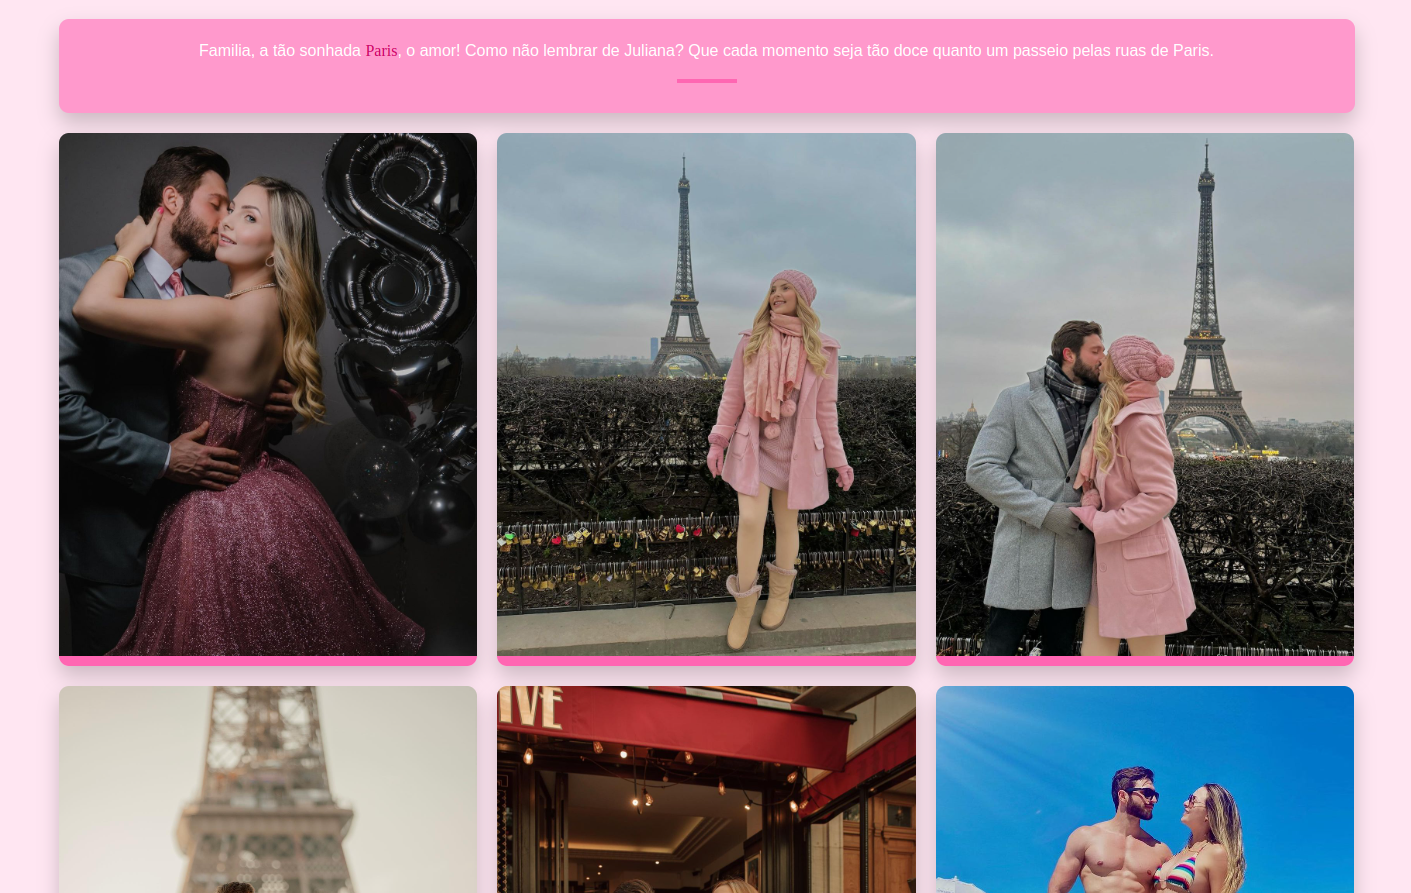 Familia, a tão sonhada Paris, o amor! Como não lembrar de Juliana? Que cada momento seja tão doce quanto um passeio pelas ruas de Paris.
8
IVE